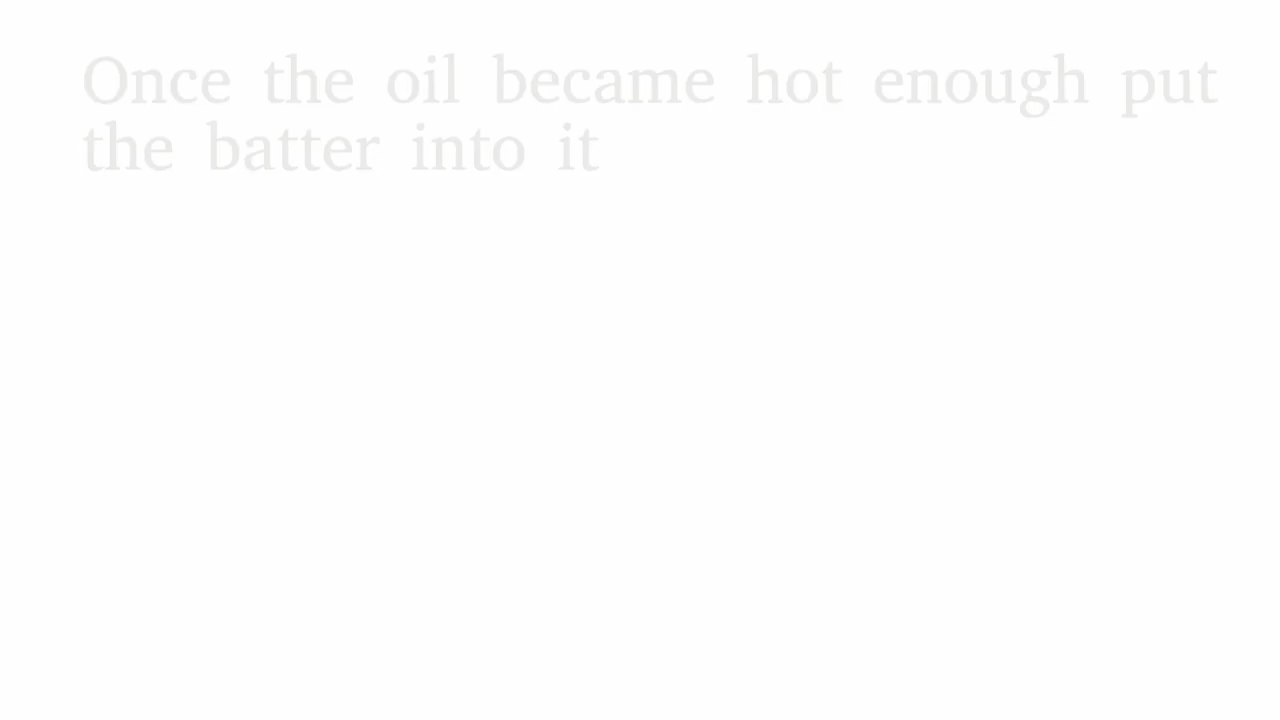 Once the oil became hot enough put
the batter into it